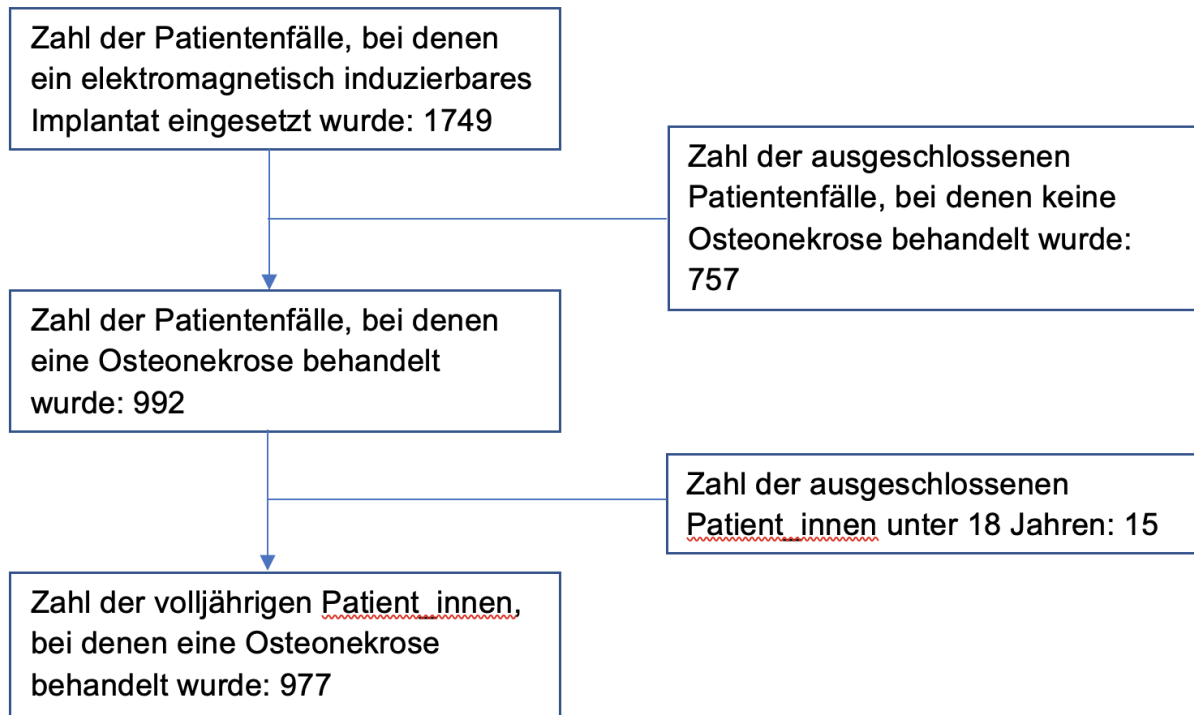 Zahl der Patientenfälle, bei denen
ein elektromagnetisch induzierbares
Implantat eingesetzt wurde: 1749
Zahl der ausgeschlossenen
Patientenfälle, bei denen keine
Osteonekrose behandelt wurde:
757
Zahl der Patientenfälle, bei denen
eine Osteonekrose behandelt
wurde: 992
Zahl der ausgeschlossenen
Patient_innen unter 18 Jahren: 15
Zahl der volljährigen Patient_innen,
bei denen eine Osteonekrose
behandelt wurde: 977